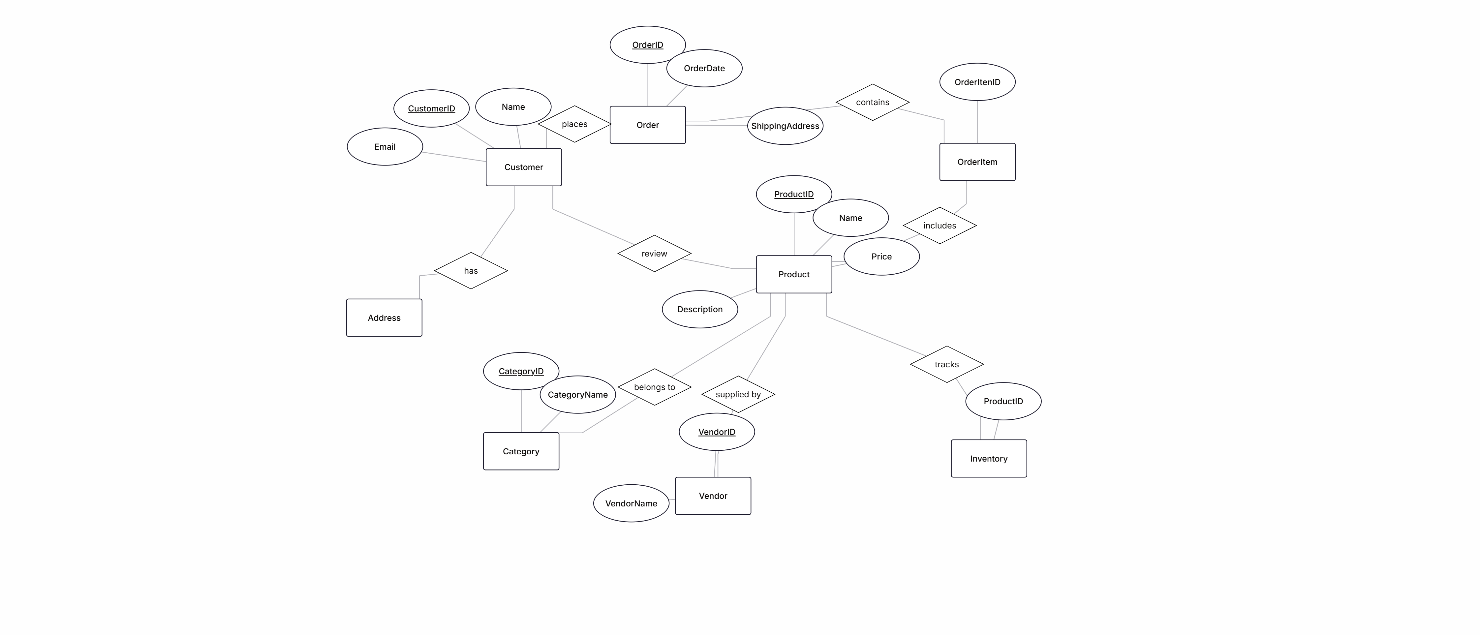 OrderID
OrderDate
OrderItenID
CustomerID
Name
contains
places
Order
ShippingAddress
Email
Customer
OrderItem
ProductID
Name
includes
review
Price
has
Product
Description
Address
tracks
CategoryID
belongs to
CategoryName
supplied by
ProductID
VendorID
Category
Inventory
Vendor
VendorName